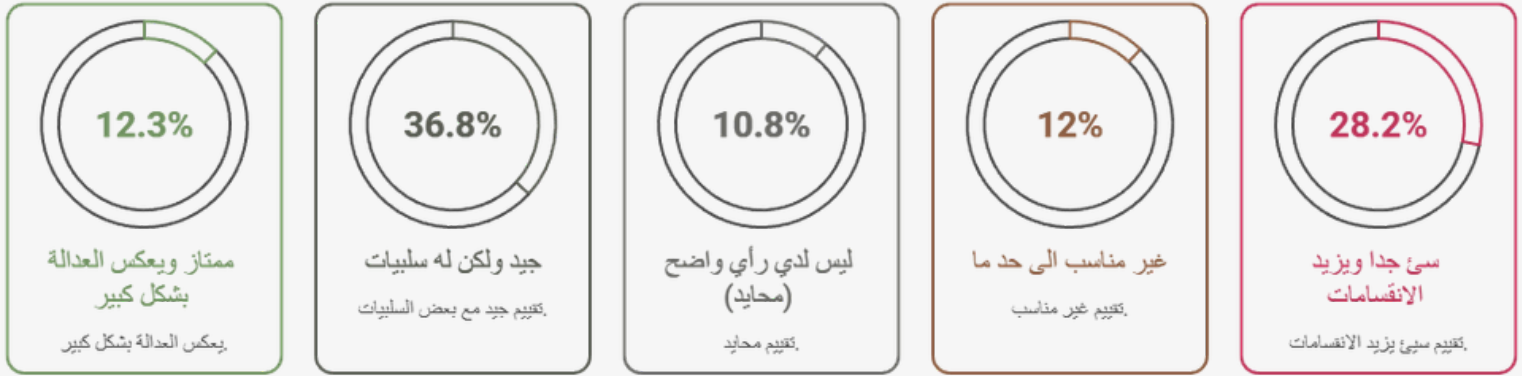 12.3%
ممتاز ويعكس العدالة
بشكل كبير
يعكس العدالة بشكل كبير.
36.8%
جيد ولكن له سلبيات
تقييم جيد مع بعض السلبيات.
10.8%
ليس لدي رأي واضح
(محايد)
تقييم محايد.
12%
غير مناسب الى حد ما
تقييم غير مناسب.
28.2%
سئ جدا ويزيد
الانقسامات
تقييم سيئ يزيد الانقسامات.